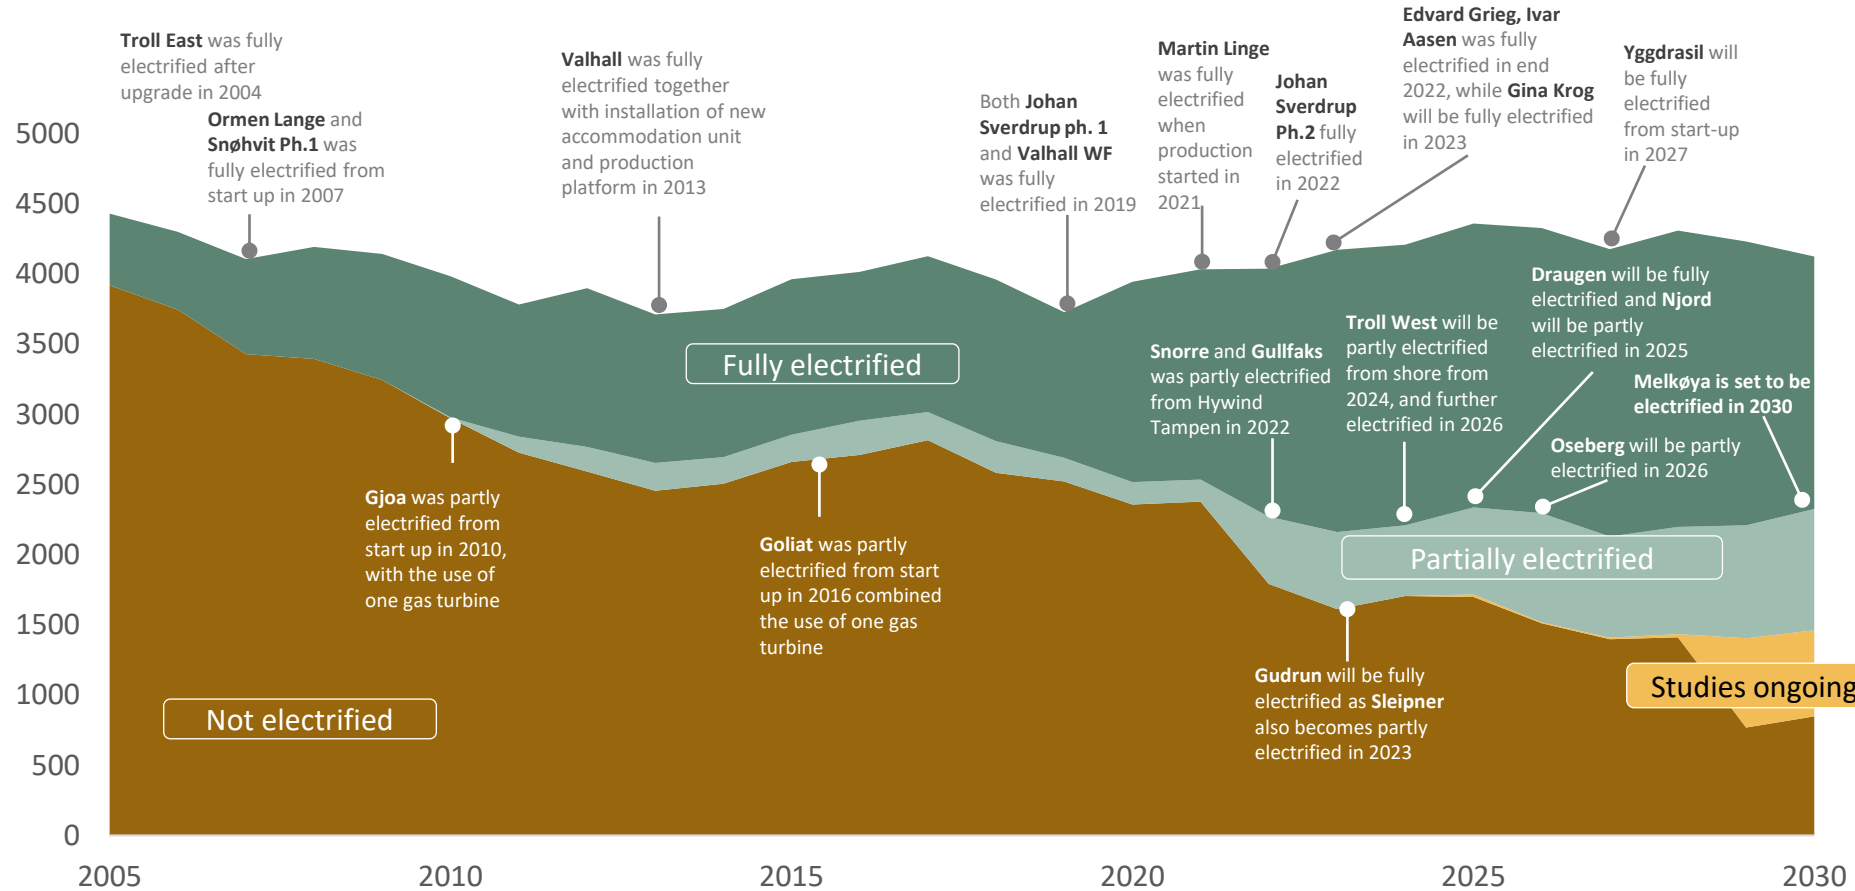 Troll East was fully
electrified after
upgrade in 2004
Ormen Lange and
Snøhvit Ph.1 was
fully electrified from
start up in 2007
Valhall was fully
electrified together
with installation of new
accommodation unit
and production
platform in 2013
Both Johan
Sverdrup ph. 1
and Valhall WF
was fully
electrified in 2019
Martin Linge
was fully
electrified
when
production
started in
2021
Johan
Sverdrup
Ph.2 fully
electrified
in 2022
Edvard Grieg, Ivar
Aasen was fully
electrified in end
2022, while Gina Krog
will be fully electrified
in 2023
Yggdrasil will
be fully
electrified
from start-up
in 2027
5000
4500
4000
3500
3000
2500
2000
1500
1000
500
0
Fully electrified
Snorre and Gullfaks
was partly electrified
from Hywind
Tampen in 2022
Troll West will be
partly electrified
from shore from
2024, and further
electrified in 2026
Draugen will be fully
electrified and Njord
will be partly
electrified in 2025
Melkøya is set to be
electrified in 2030
Oseberg will be partly
electrified in 2026
Gjoa was partly
electrified from
start up in 2010,
with the use of
one gas turbine
Goliat was partly
electrified from start
up in 2016 combined
the use of one gas
turbine
Partially electrified
Gudrun will be fully
electrified as Sleipner
also becomes partly
electrified in 2023
Studies ongoing
Not electrified
2005
2010
2015
2020
2025
2030